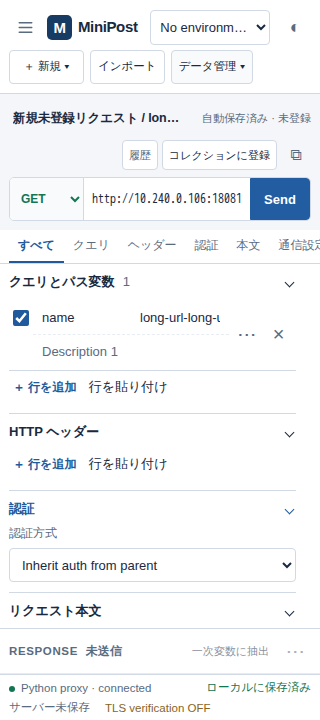 M MiniPost No environm…
+ 新規 ▾ インポート データ管理 ▾
新規未登録リクエスト / lon… 自動保存済み · 未登録
履歴 コレクションに登録
GET http://10.240.0.106:18081 Send
すべて クエリ ヘッダー 認証 本文 通信設定
クエリとパス変数 1
name long-url-long-u
Description 1
+ 行を追加 行を貼り付け
HTTP ヘッダー
+ 行を追加 行を貼り付け
認証
認証方式
Inherit auth from parent
リクエスト本文
RESPONSE 未送信 一次変数に抽出
Python proxy · connected ローカルに保存済み
サーバー未保存 TLS verification OFF